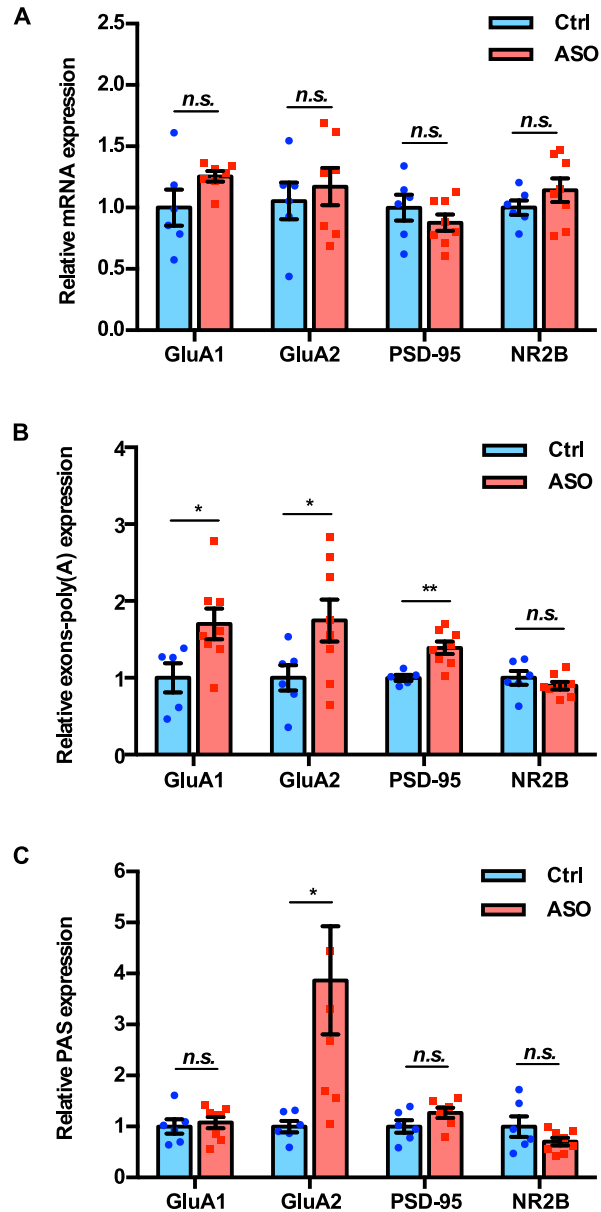 A
Relative mRNA expression
2.5
2.0
1.5
1.0
0.5
0.0
Ctrl
ASO
n.s. n.s. n.s. n.s.
GluA1 GluA2 PSD-95 NR2B
B
Relative exons-poly(A) expression
4
3
2
1
0
Ctrl
ASO
* * ** n.s.
GluA1 GluA2 PSD-95 NR2B
C
Relative PAS expression
6
5
4
3
2
1
0
Ctrl
ASO
n.s. * n.s. n.s.
GluA1 GluA2 PSD-95 NR2B